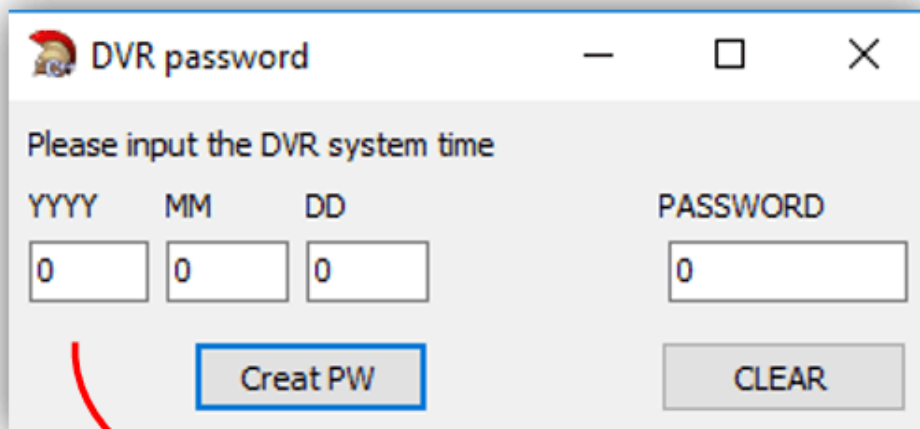 DVR password
Please input the DVR system time
YYYY MM DD PASSWORD
0 0 0 0
Creat PW CLEAR